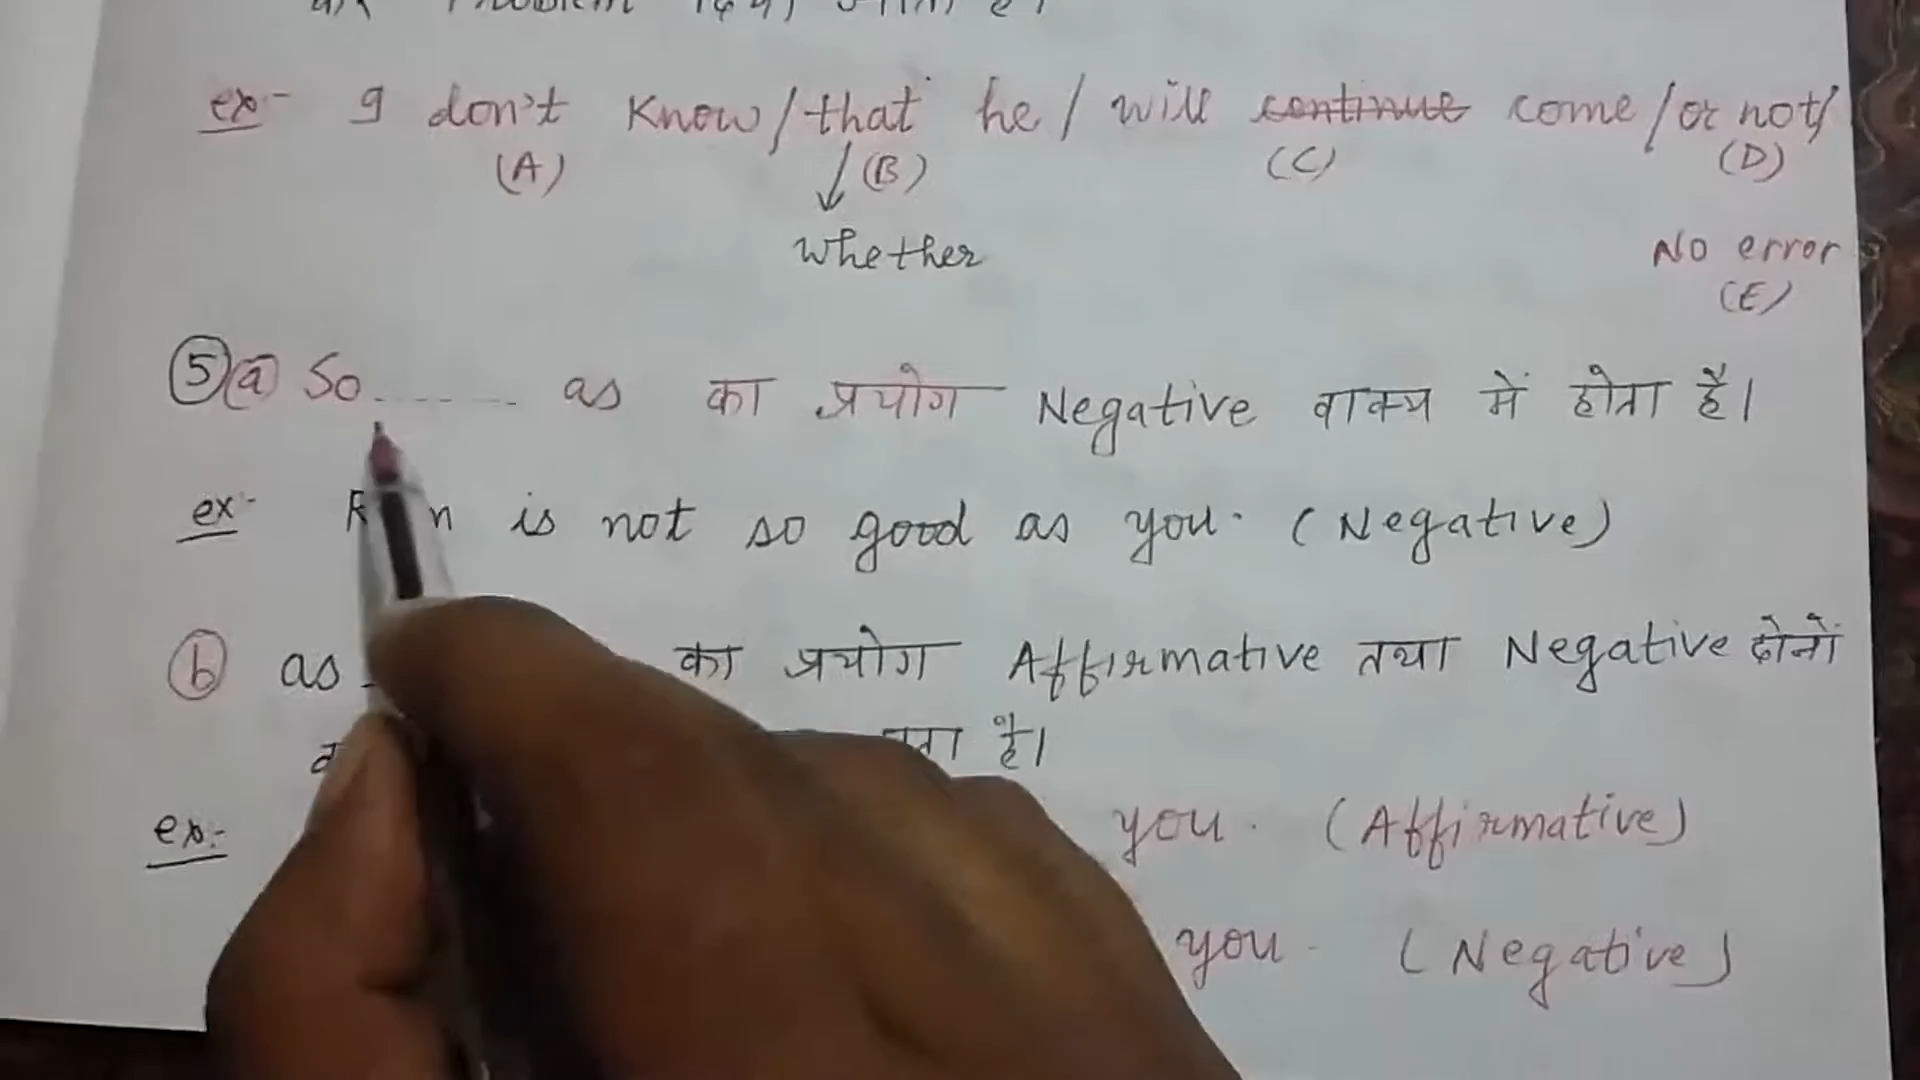 Problem दिया जाता है।
ex:- I don't know / that he / will continue come / or not /
(A) (B) (C) (D)
whether
No error
(E)
5 a So ........ as का प्रयोग Negative वाक्य में होता है।
ex:- is not so good as you. (Negative)
b as का प्रयोग Affirmative तथा Negative दोनों
है।
ex:- you. (Affirmative)
you. (Negative)